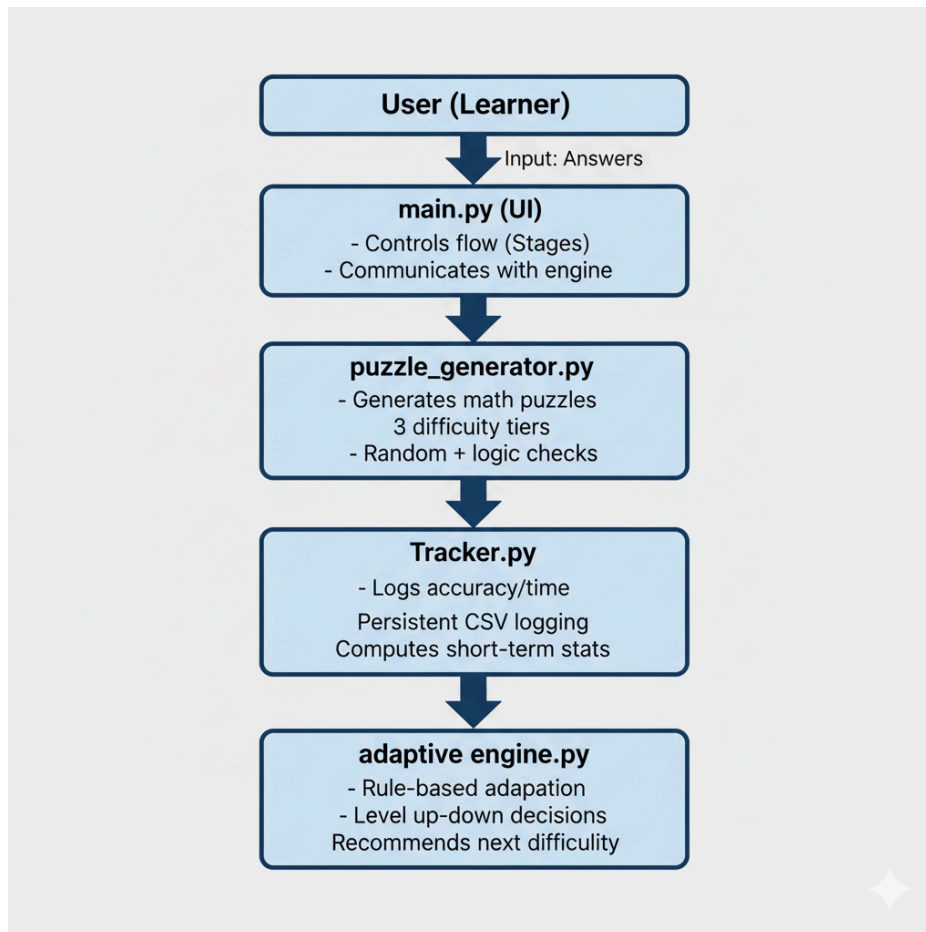 User (Learner)
Input: Answers
main.py (UI)
- Controls flow (Stages)
- Communicates with engine
puzzle_generator.py
- Generates math puzzles
3 difficuity tiers
- Random + logic checks
Tracker.py
- Logs accuracy/time
Persistent CSV logging
Computes short-term stats
adaptive engine.py
- Rule-based adapation
- Level up-down decisions
Recommends next difficulity